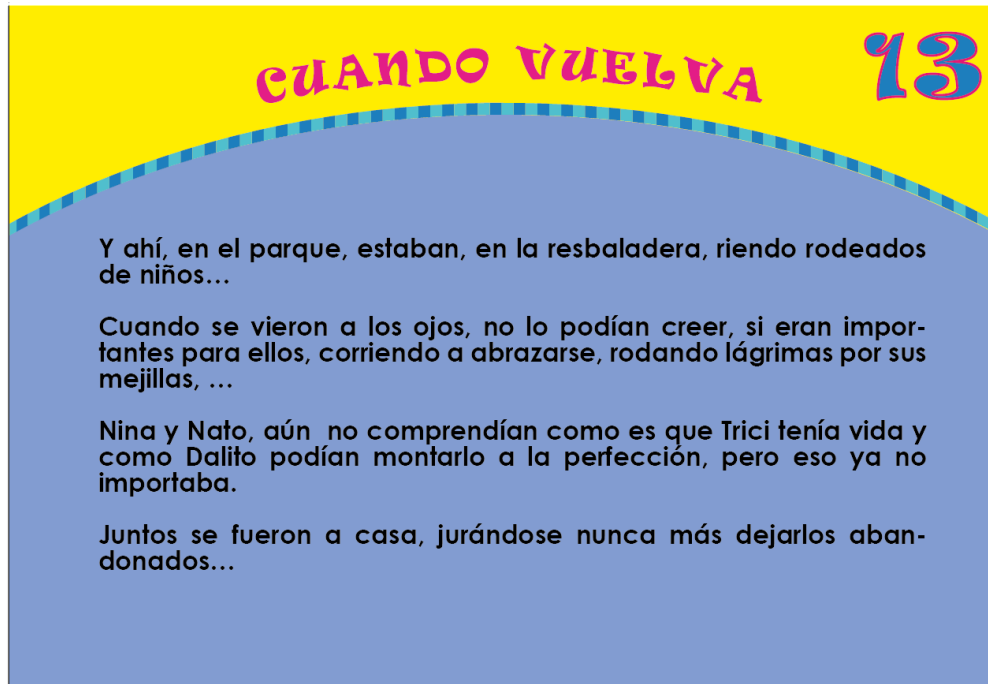 CUANDO VUELVA
13
Y ahí, en el parque, estaban, en la resbaladera, riendo rodeados
de niños...
Cuando se vieron a los ojos, no lo podían creer, si eran impor-
tantes para ellos, corriendo a abrazarse, rodando lágrimas por sus
mejillas, ...
Nina y Nato, aún  no comprendían como es que Trici tenía vida y
como Dalito podían montarlo a la perfección, pero eso ya no
importaba.
Juntos se fueron a casa, jurándose nunca más dejarlos aban-
donados...